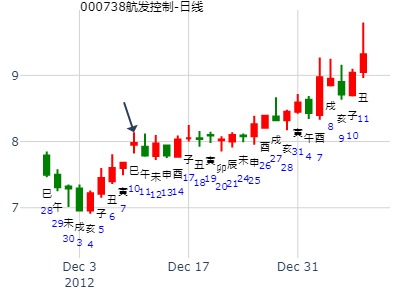 000738航发控制-日线
9
8
7
巳
28
午
29
未
30
戌
3
亥
4
子
5
丑
6
寅
7
巳
10
午
11
未
12
申
13
酉
14
子
17
丑
18
寅
19
卯
20
辰
21
未
24
申
25
酉
26
戌
27
亥
28
寅
31
午
4
酉
7
戌
8
亥
9
子
10
丑
11
Dec 3
2012
Dec 17
Dec 31